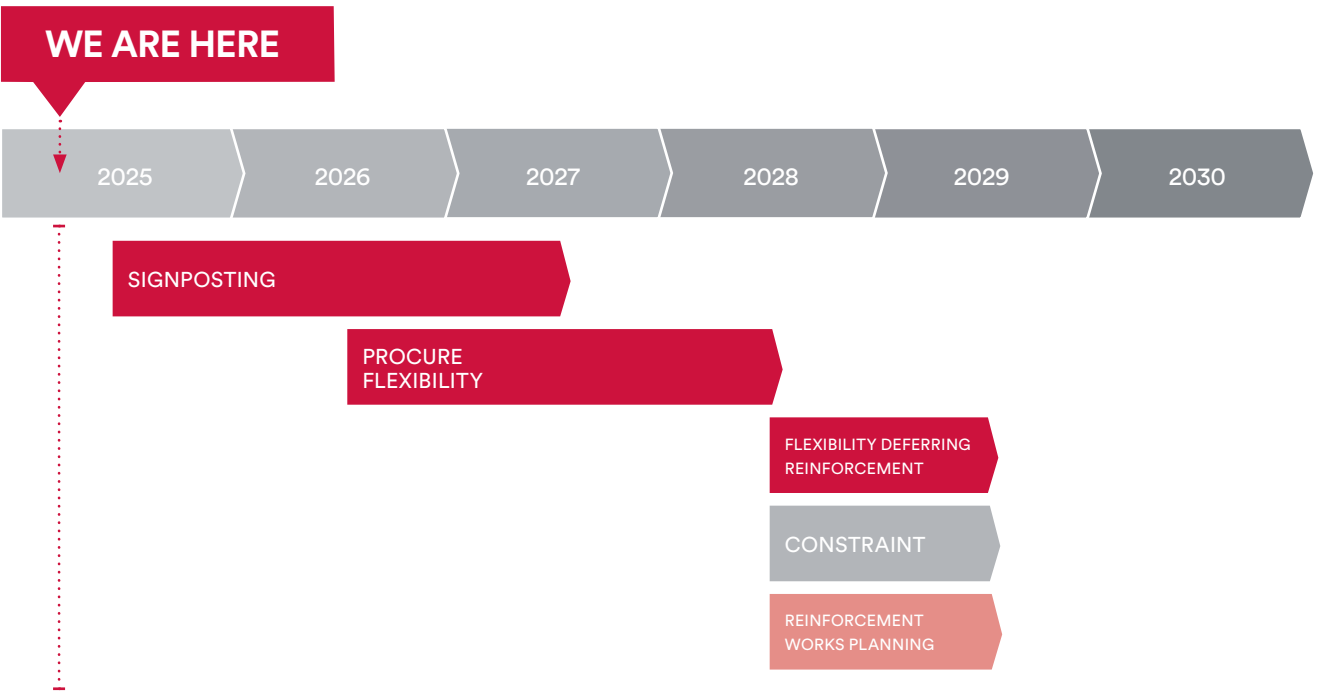 WE ARE HERE
2025
2026
2027
2028
2029
2030
SIGNPOSTING
PROCURE
FLEXIBILITY
FLEXIBILITY DEFERRING
REINFORCEMENT
CONSTRAINT
REINFORCEMENT
WORKS PLANNING